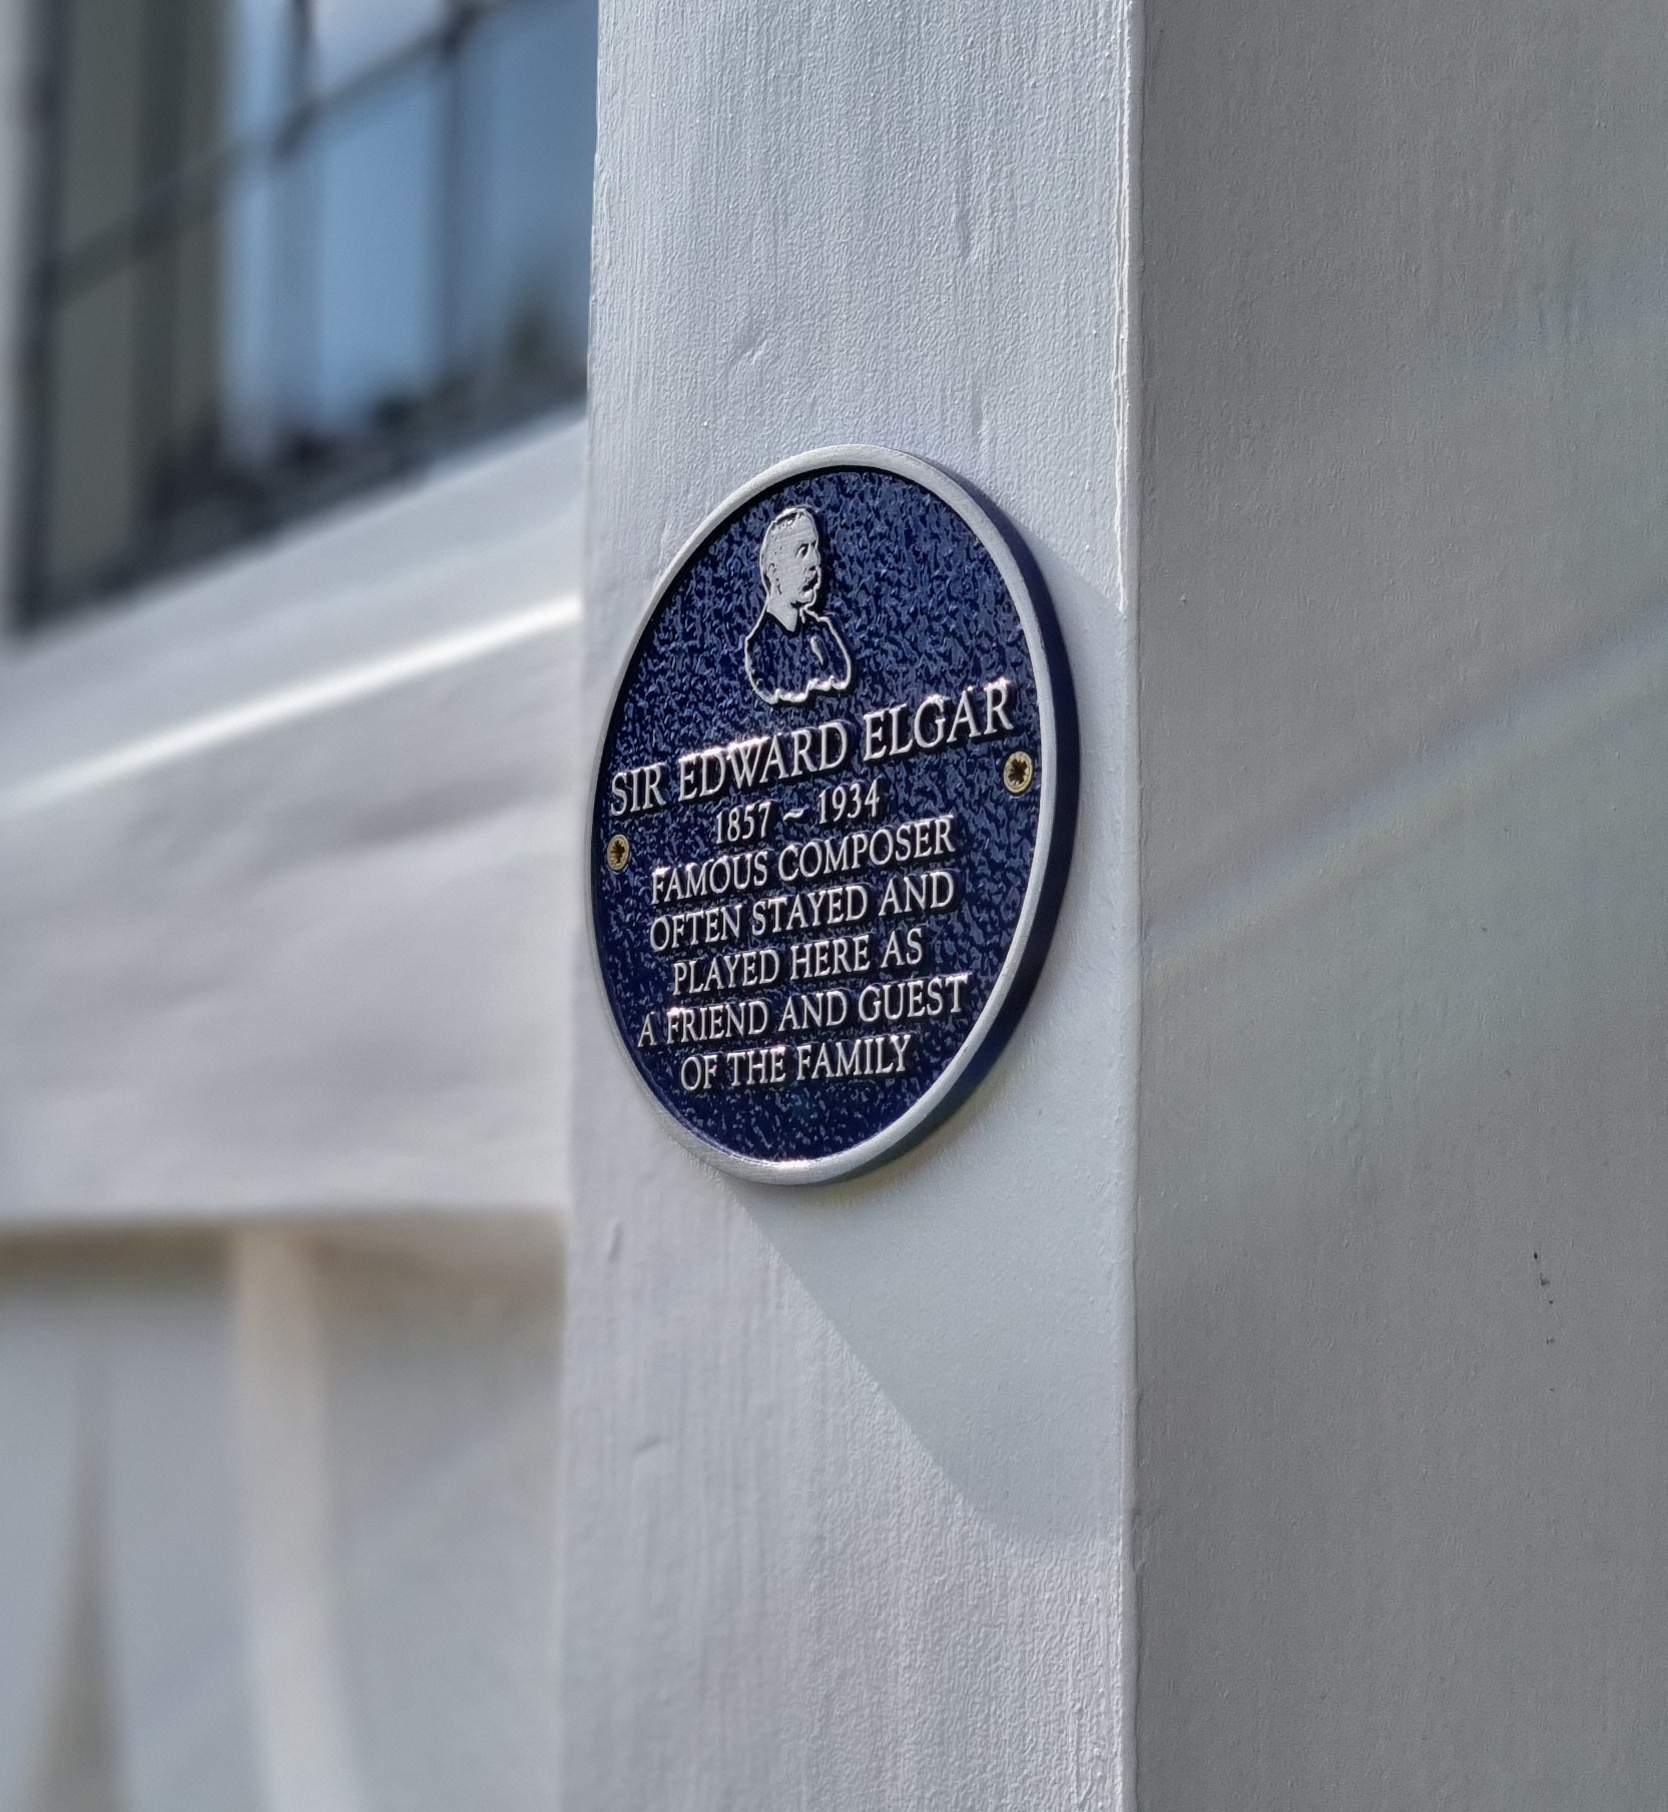 SIR EDWARD ELGAR
1857 ~ 1934
FAMOUS COMPOSER
OFTEN STAYED AND
PLAYED HERE AS
A FRIEND AND GUEST
OF THE FAMILY